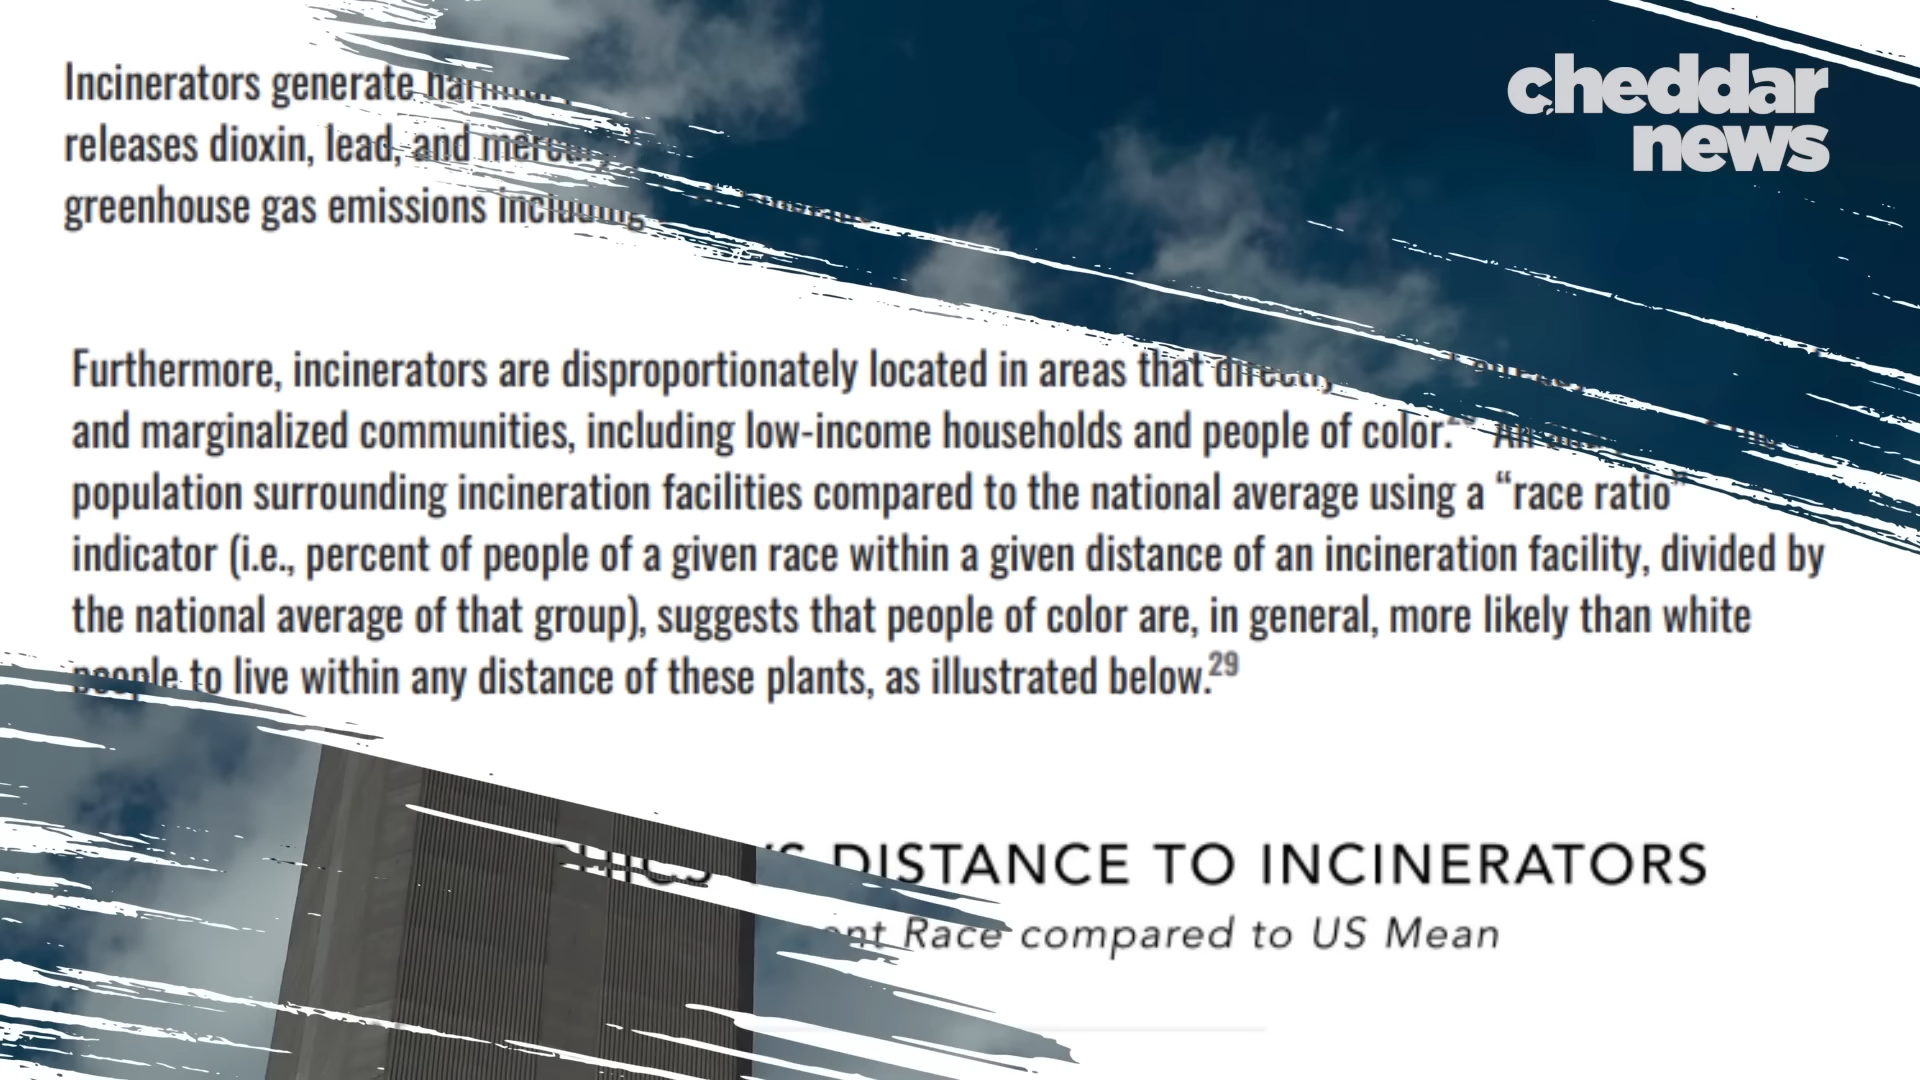 cheddar
news
Incinerators generate
releases dioxin, lead, and mercury
greenhouse gas emissions including
Furthermore, incinerators are disproportionately located in areas that directly
and marginalized communities, including low-income households and people of color. An
population surrounding incineration facilities compared to the national average using a “race ratio”
indicator (i.e., percent of people of a given race within a given distance of an incineration facility, divided by
the national average of that group), suggests that people of color are, in general, more likely than white
people to live within any distance of these plants, as illustrated below.29
DISTANCE TO INCINERATORS
Race compared to US Mean